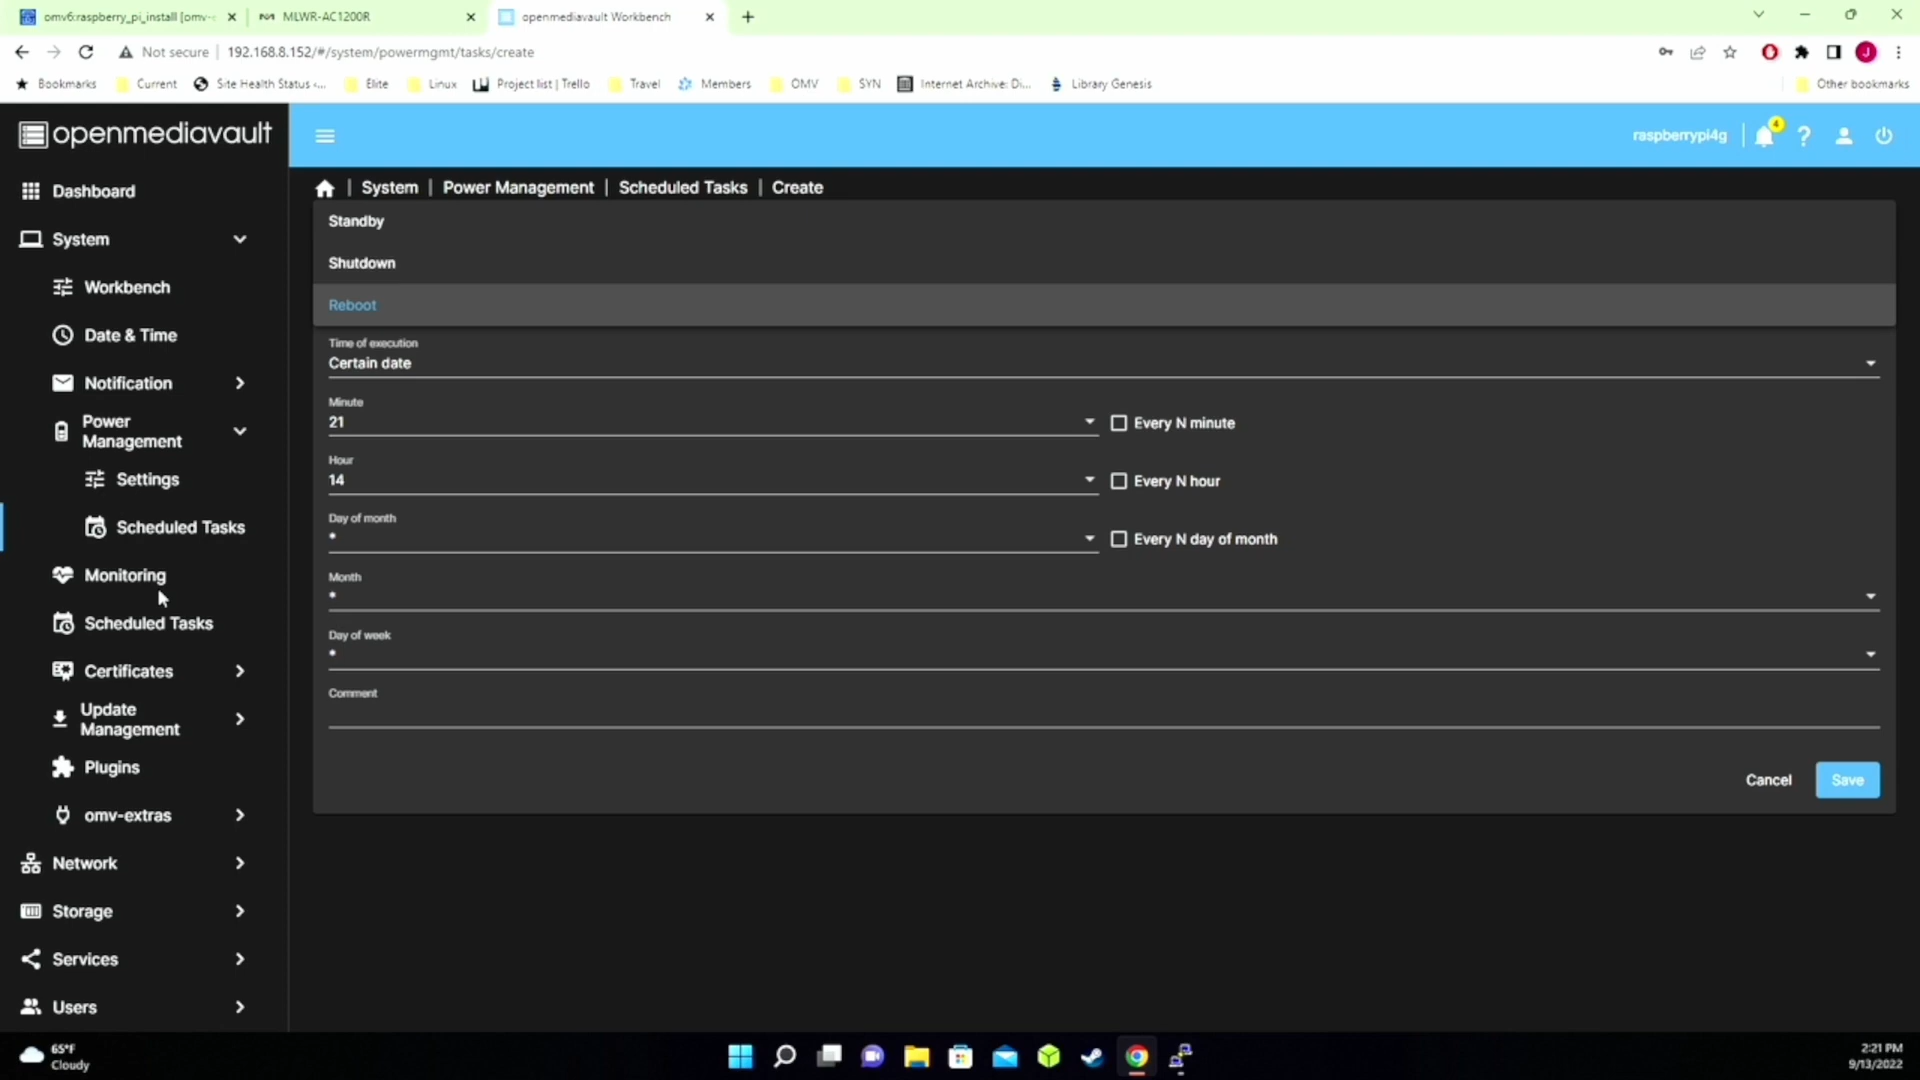 omv6:raspberry_pi_install [omv-
MLWR-AC1200R
openmediavault Workbench
Not secure
192.168.8.152/#/system/powermgmt/tasks/create
J
Bookmarks
Current
Site Health Status ‹...
Elite
Linux
Project list | Trello
Travel
Members
OMV
SYN
Internet Archive: Di...
Library Genesis
Other bookmarks
openmediavault
raspberrypi4g
4
Dashboard
System | Power Management | Scheduled Tasks | Create
System
Workbench
Date & Time
Notification
Power
Management
Settings
Scheduled Tasks
Monitoring
Scheduled Tasks
Certificates
Update
Management
Plugins
omv-extras
Network
Storage
Services
Users
Standby
Shutdown
Reboot
Time of execution
Certain date
Minute
21
Every N minute
Hour
14
Every N hour
Day of month
*
Every N day of month
Month
*
Day of week
*
Comment
Cancel
Save
65°F
Cloudy
2:21 PM
9/13/2022